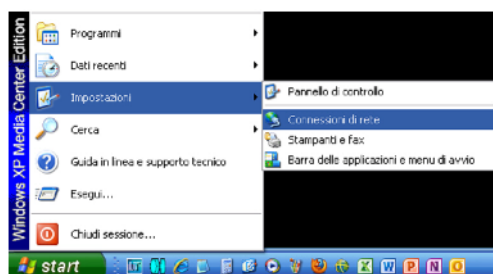 Windows XP Media Center Edition
Programmi
Dati recenti
Impostazioni
Cerca
Guida in linea e supporto tecnico
Esegui...
Chiudi sessione...
Pannello di controllo
Connessioni di rete
Stampanti e fax
Barra delle applicazioni e menu di avvio
start